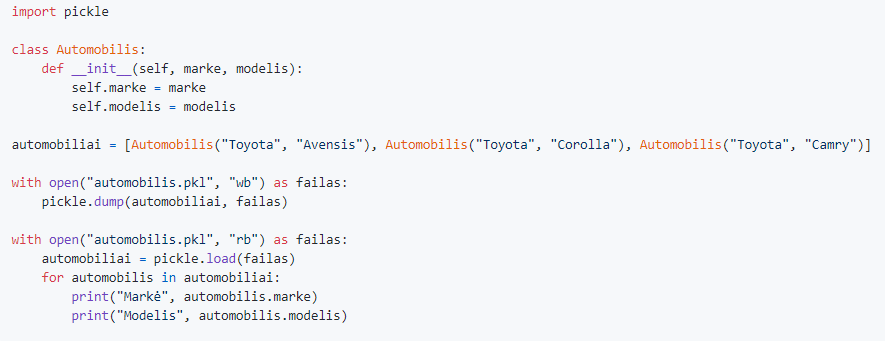 import pickle
class Automobilis:
    def __init__(self, marke, modelis):
        self.marke = marke
        self.modelis = modelis
automobiliai = [Automobilis("Toyota", "Avensis"), Automobilis("Toyota", "Corolla"), Automobilis("Toyota", "Camry")]
with open("automobilis.pkl", "wb") as failas:
    pickle.dump(automobiliai, failas)
with open("automobilis.pkl", "rb") as failas:
    automobiliai = pickle.load(failas)
    for automobilis in automobiliai:
        print("Markė", automobilis.marke)
        print("Modelis", automobilis.modelis)